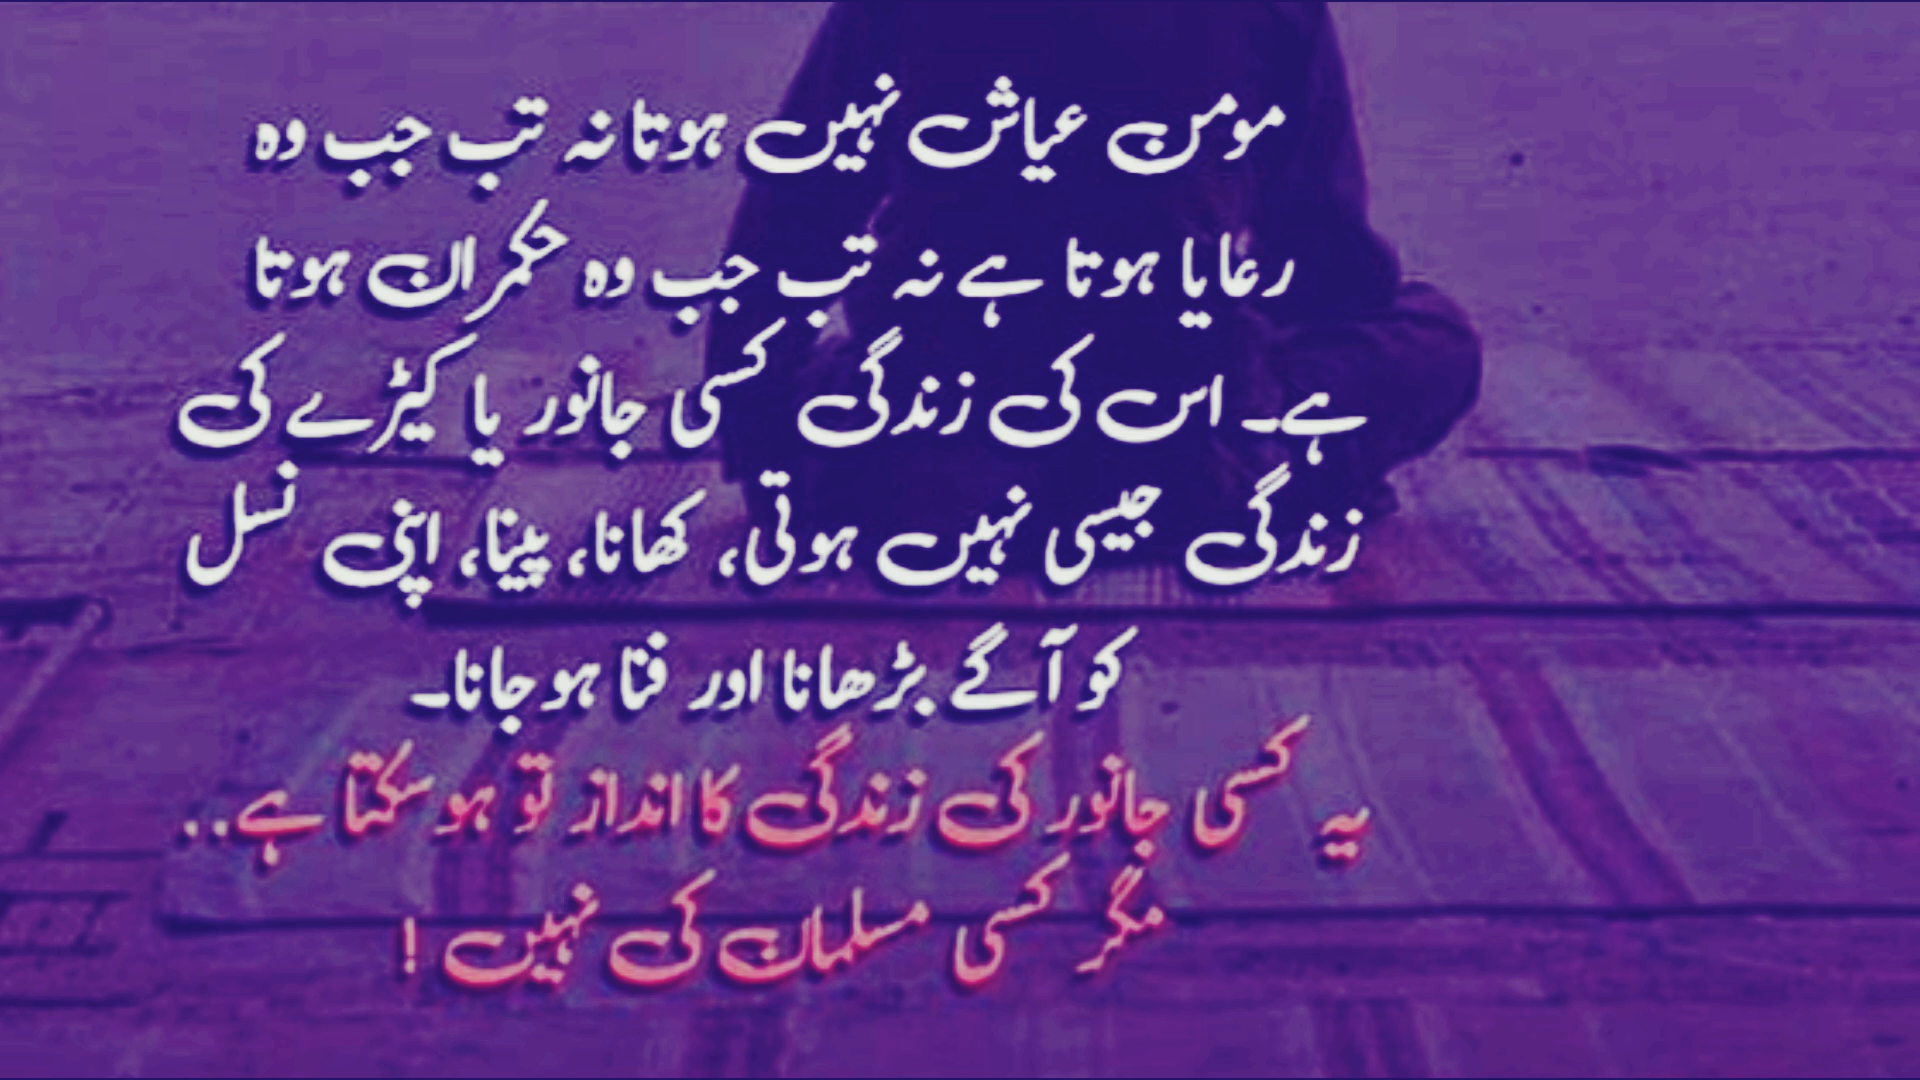 مومن عیاش نہیں ہوتا نہ تب جب وہ
رعایا ہوتا ہے نہ تب جب وہ حکمران ہوتا
ہے۔ اس کی زندگی کسی جانور یا کیڑے کی
زندگی جیسی نہیں ہوتی، کھانا، پینا، اپنی نسل
کو آگے بڑھانا اور فنا ہو جانا۔
یہ کسی جانور کی زندگی کا انداز تو ہو سکتا ہے..
مگر کسی مسلمان کی نہیں !